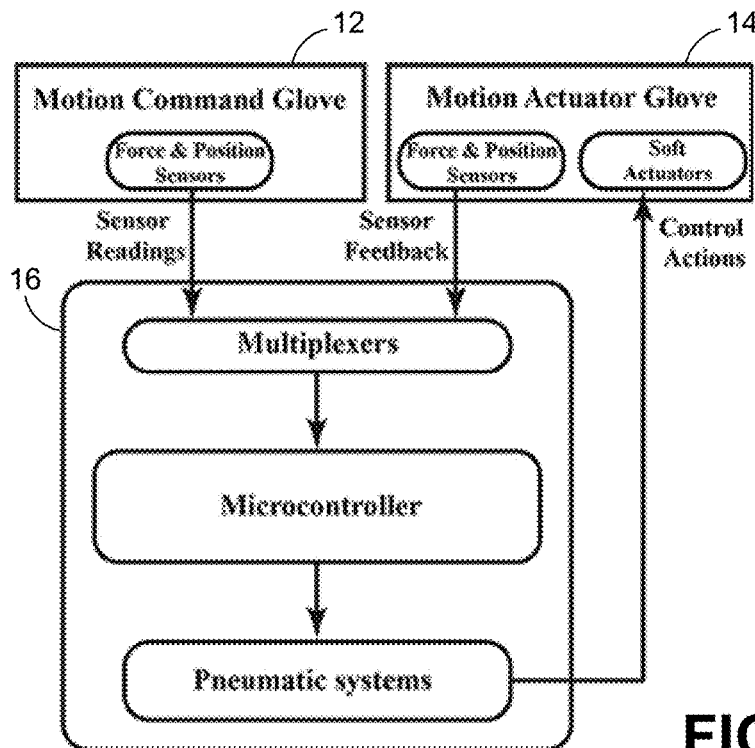 12
14
Motion Command Glove
Motion Actuator Glove
Force & Position
Sensors
Force & Position
Sensors
Soft
Actuators
Sensor
Readings
Sensor
Feedback
Control
Actions
16
Multiplexers
Microcontroller
Pneumatic systems
FIG